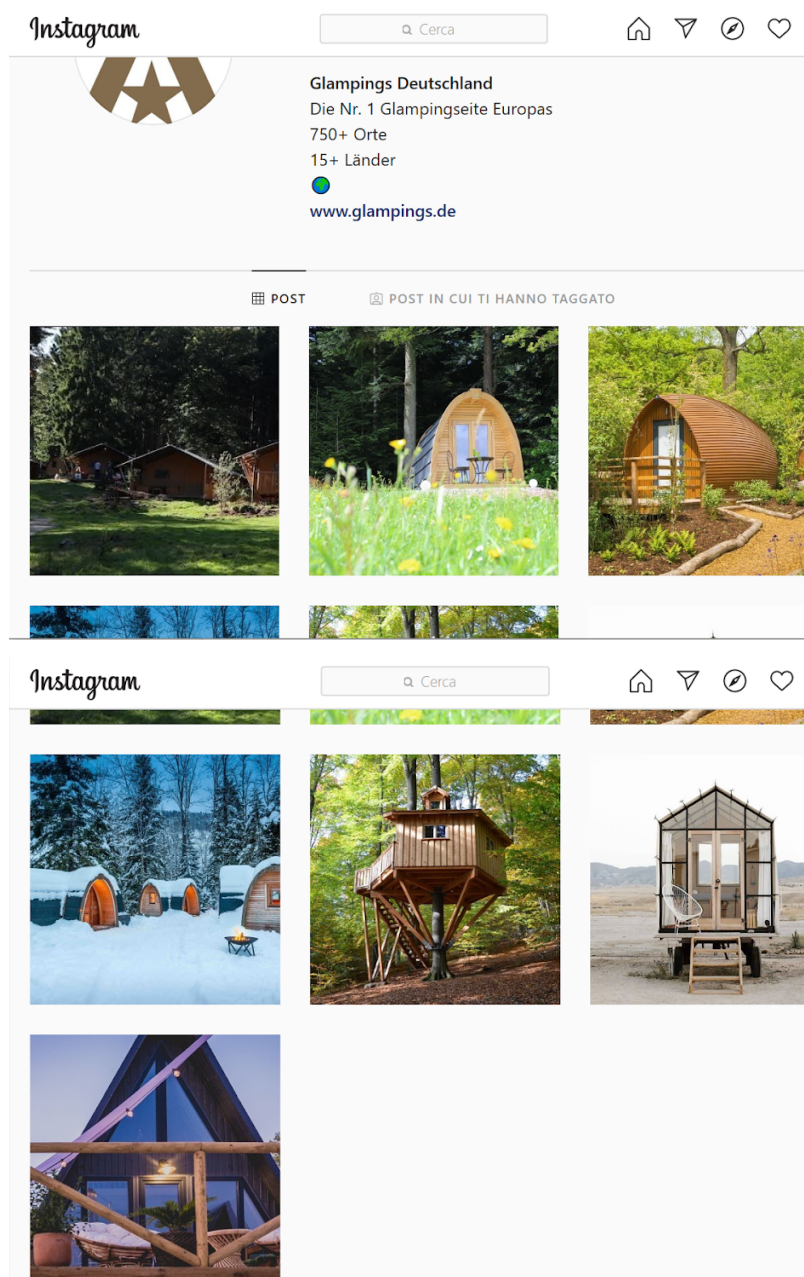 Instagram
Cerca
Glampings Deutschland
Die Nr. 1 Glampingseite Europas
750+ Orte
15+ Länder
www.glampings.de
POST
POST IN CUI TI HANNO TAGGATO
Instagram
Cerca